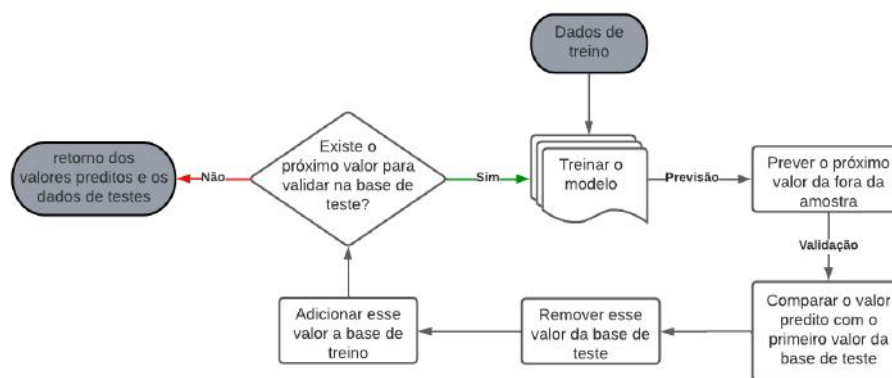 Dados de
treino
Treinar o
modelo
Previsão
Prever o próximo
valor da fora da
amostra
Validação
Comparar o valor
predito com o
primeiro valor da
base de teste
Remover esse
valor da base de
teste
Adicionar esse
valor a base de
treino
Existe o
próximo valor para
validar na base de
teste?
Sim
Não
retorno dos
valores preditos e os
dados de testes